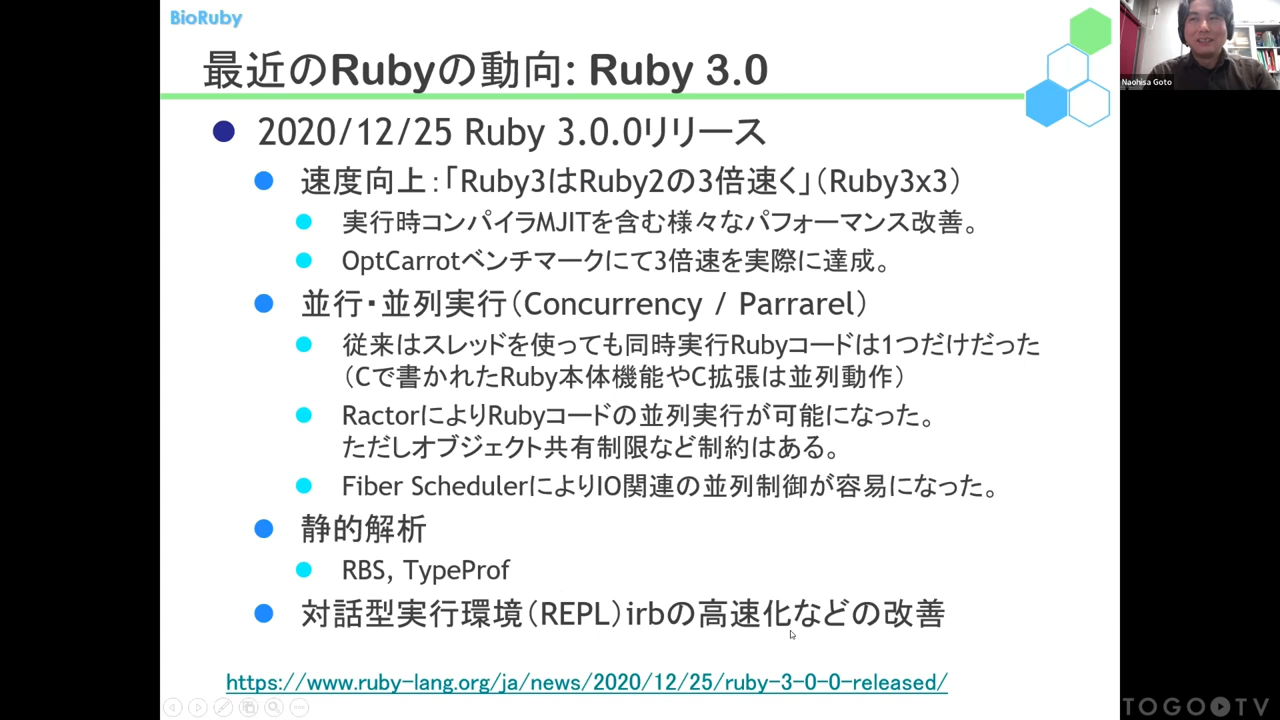 BioRuby
最近のRubyの動向: Ruby 3.0
Naohisa Goto
2020/12/25 Ruby 3.0.0リリース
速度向上：「Ruby3はRuby2の3倍速く」（Ruby3x3）
実行時コンパイラMJITを含む様々なパフォーマンス改善。
OptCarrotベンチマークにて3倍速を実際に達成。
並行・並列実行（Concurrency / Parrarel）
従来はスレッドを使っても同時実行Rubyコードは1つだけだった
（Cで書かれたRuby本体機能やC拡張は並列動作）
RactorによりRubyコードの並列実行が可能になった。
ただしオブジェクト共有制限など制約はある。
Fiber SchedulerによりIO関連の並列制御が容易になった。
静的解析
RBS, TypeProf
対話型実行環境（REPL）irbの高速化などの改善
https://www.ruby-lang.org/ja/news/2020/12/25/ruby-3-0-0-released/
TOGOTV